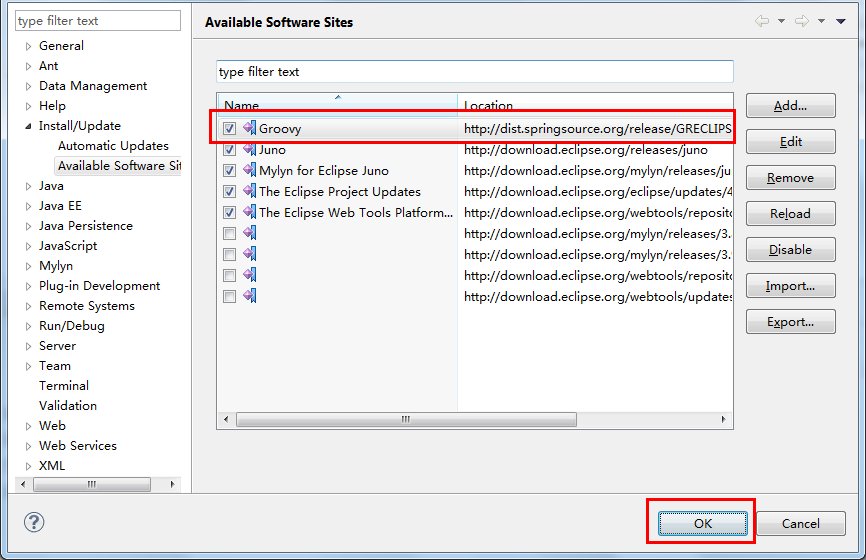 type filter text
General
Ant
Data Management
Help
Install/Update
Automatic Updates
Available Software Sit
Java
Java EE
Java Persistence
JavaScript
Mylyn
Plug-in Development
Remote Systems
Run/Debug
Server
Team
Terminal
Validation
Web
Web Services
XML
Available Software Sites
type filter text
Name Location
Groovy http://dist.springsource.org/release/GRECLIPS
Juno http://download.eclipse.org/releases/juno
Mylyn for Eclipse Juno http://download.eclipse.org/mylyn/releases/ju
The Eclipse Project Updates http://download.eclipse.org/eclipse/updates/4
The Eclipse Web Tools Platform... http://download.eclipse.org/webtools/reposito
http://download.eclipse.org/mylyn/releases/3.
http://download.eclipse.org/mylyn/releases/3.
http://download.eclipse.org/webtools/reposito
http://download.eclipse.org/webtools/updates
Add...
Edit
Remove
Reload
Disable
Import...
Export...
OK
Cancel